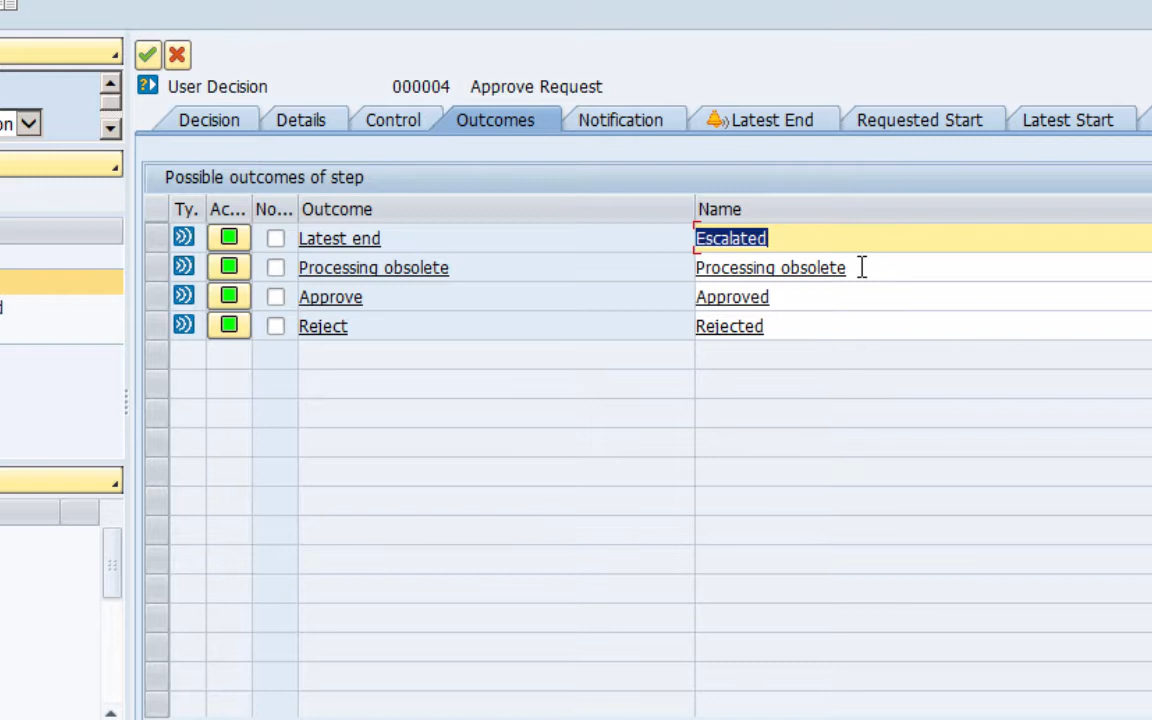 on
User Decision 000004 Approve Request
Decision Details Control Outcomes Notification Latest End Requested Start Latest Start
Possible outcomes of step
Ty. Ac... No... Outcome Name
Latest end Escalated
Processing obsolete Processing obsolete
Approve Approved
d
Reject Rejected